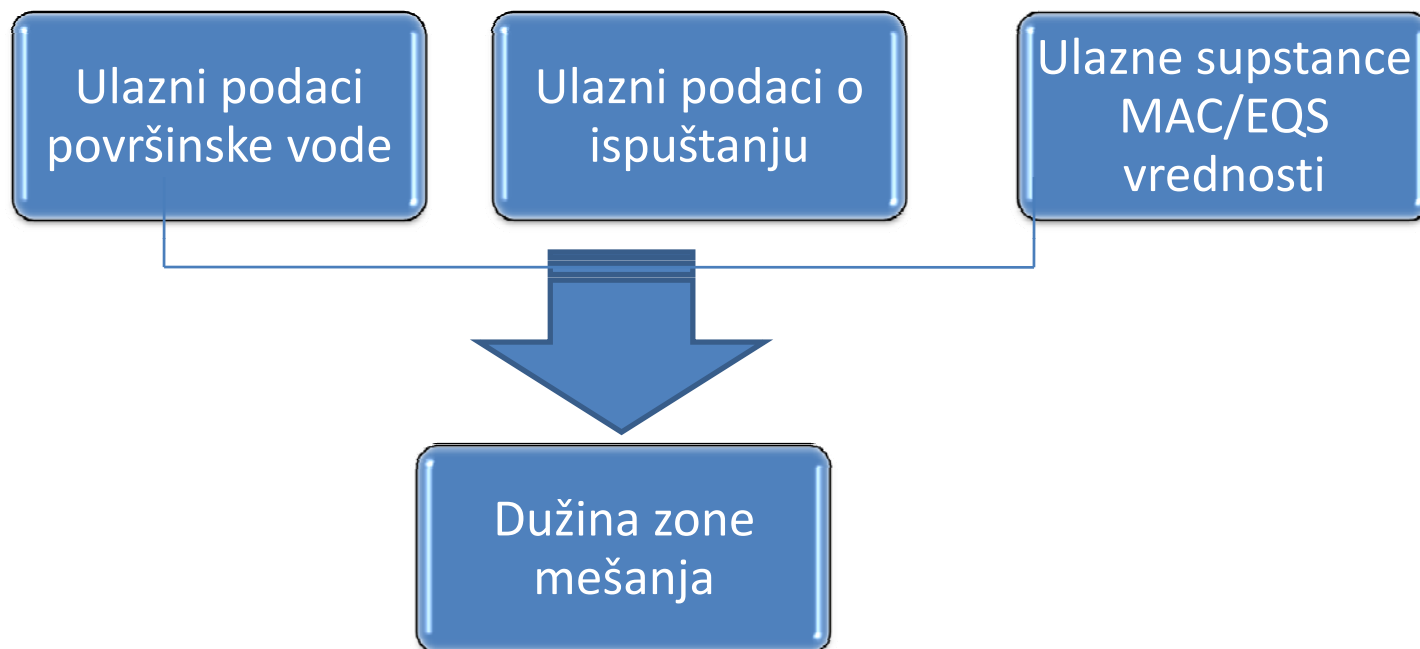 Ulazni podaci
površinske vode
Ulazni podaci o
ispuštanju
Ulazne supstance
MAC/EQS
vrednosti
Dužina zone
mešanja